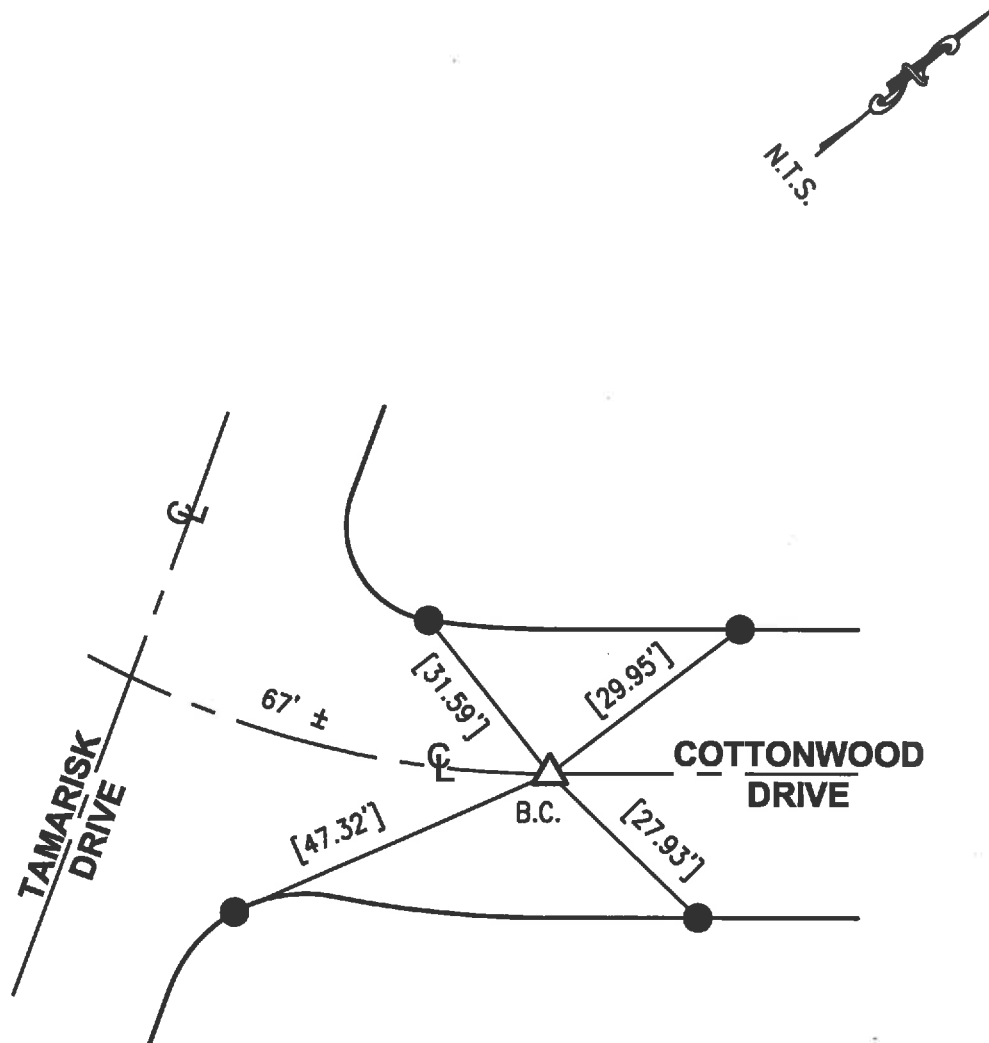 N.T.S.
℄
[31.59']
[29.95']
67' ±
℄
COTTONWOOD
DRIVE
TAMARISK
DRIVE
B.C.
[47.32']
[27.93']